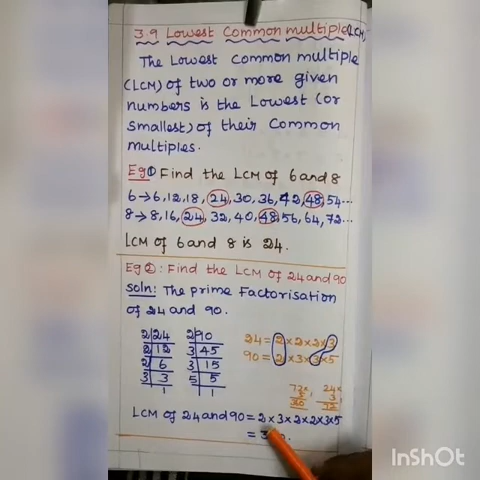 3.9 Lowest Common Multiple(LCM)
The Lowest Common multiple
(LCM) of two or more given
numbers is the Lowest (or
Smallest) of their Common
multiples.
Eg① Find the LCM of 6 and 8
6→6,12,18,24,30,36,42,48,54...
8→8,16,24,32,40,48,56,64,72...
LCM of 6 and 8 is 24.
Eg②: Find the LCM of 24 and 90
Soln: The prime Factorisation
of 24 and 90.
2 24 2 90
2 12 3 45
2 6 3 15
3 3 5 5
1 1
24 = 2×2×2×3
90 = 2×3×3×5
LCM of 24 and 90 = 2×3×2×2×3×5